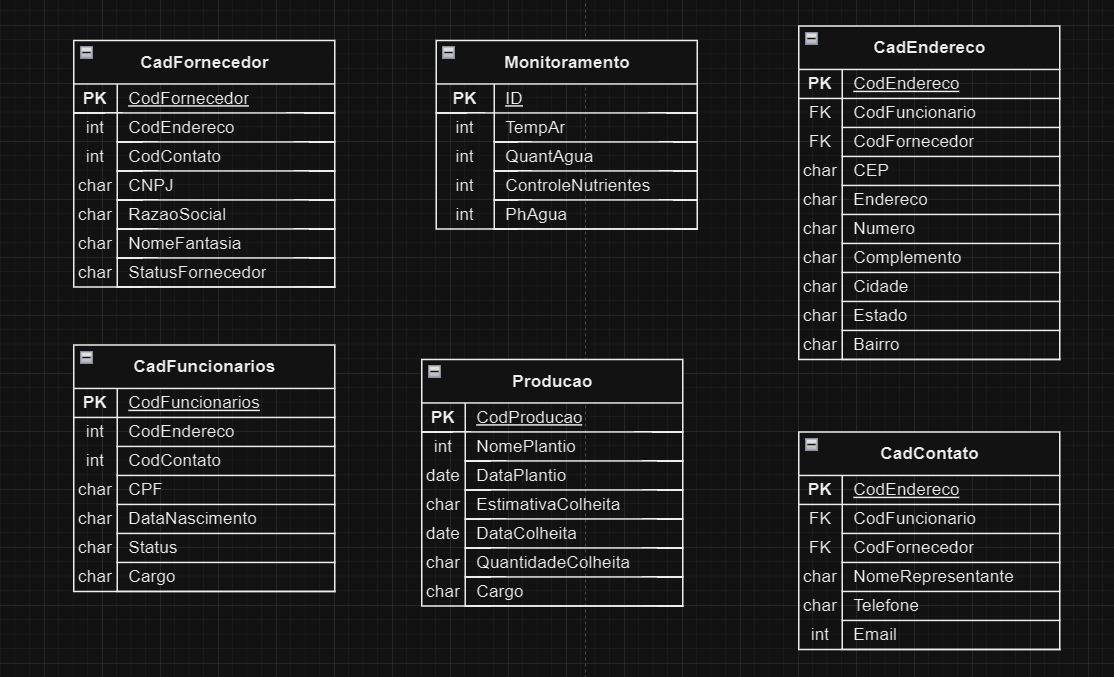 CadFornecedor
PK CodFornecedor
int CodEndereco
int CodContato
char CNPJ
char RazaoSocial
char NomeFantasia
char StatusFornecedor
Monitoramento
PK ID
int TempAr
int QuantAgua
int ControleNutrientes
int PhAgua
CadEndereco
PK CodEndereco
FK CodFuncionario
FK CodFornecedor
char CEP
char Endereco
char Numero
char Complemento
char Cidade
char Estado
char Bairro
CadFuncionarios
PK CodFuncionarios
int CodEndereco
int CodContato
char CPF
char DataNascimento
char Status
char Cargo
Producao
PK CodProducao
int NomePlantio
date DataPlantio
char EstimativaColheita
date DataColheita
char QuantidadeColheita
char Cargo
CadContato
PK CodEndereco
FK CodFuncionario
FK CodFornecedor
char NomeRepresentante
char Telefone
int Email